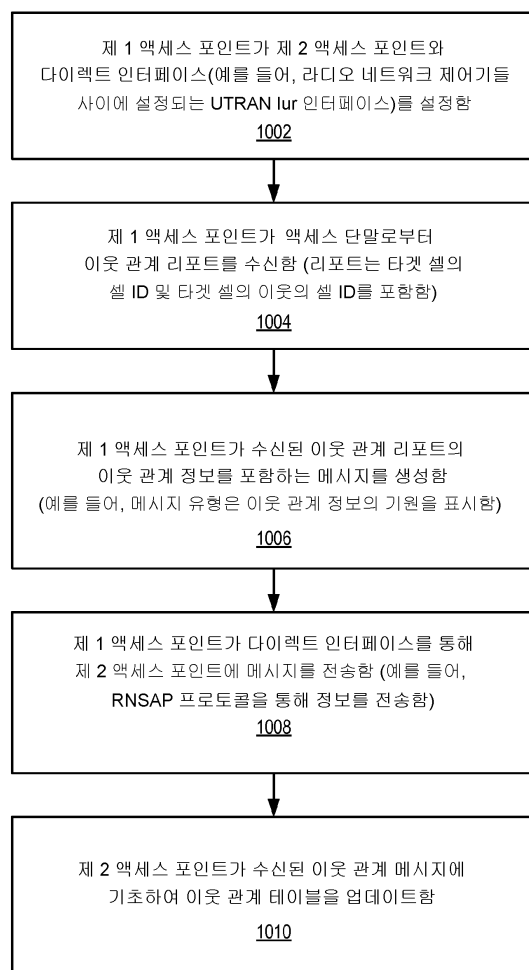 제 1 액세스 포인트가 제 2 액세스 포인트와
다이렉트 인터페이스(예를 들어, 라디오 네트워크 제어기들
사이에 설정되는 UTRAN Iur 인터페이스)를 설정함
1002
제 1 액세스 포인트가 액세스 단말로부터
이웃 관계 리포트를 수신함 (리포트는 타겟 셀의
셀 ID 및 타겟 셀의 이웃의 셀 ID를 포함함)
1004
제 1 액세스 포인트가 수신된 이웃 관계 리포트의
이웃 관계 정보를 포함하는 메시지를 생성함
(예를 들어, 메시지 유형은 이웃 관계 정보의 기원을 표시함)
1006
제 1 액세스 포인트가 다이렉트 인터페이스를 통해
제 2 액세스 포인트에 메시지를 전송함 (예를 들어,
RNSAP 프로토콜을 통해 정보를 전송함)
1008
제 2 액세스 포인트가 수신된 이웃 관계 메시지에
기초하여 이웃 관계 테이블을 업데이트함
1010